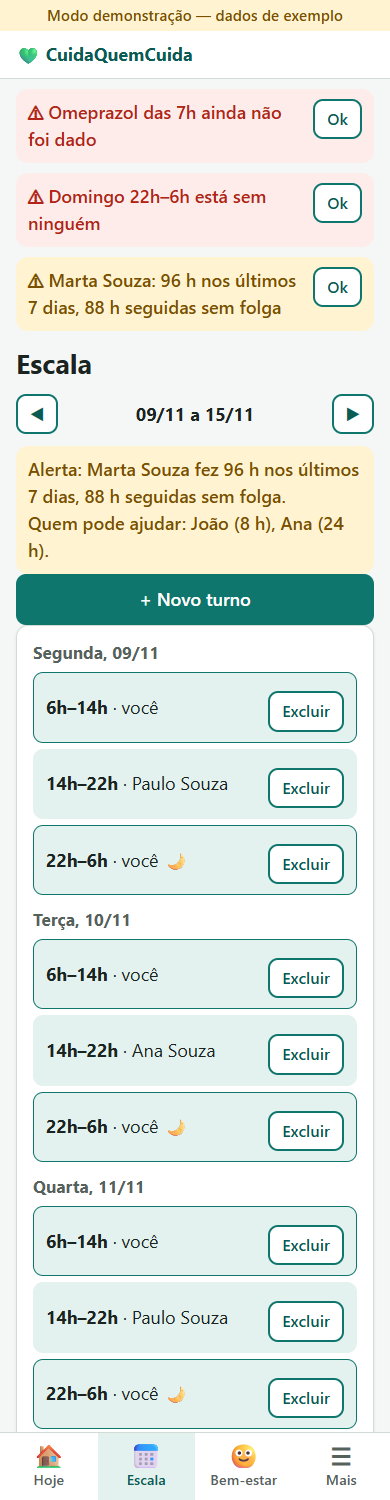 Modo demonstração — dados de exemplo
💚 CuidaQuemCuida
⚠ Omeprazol das 7h ainda não
foi dado
Ok
⚠ Domingo 22h–6h está sem
ninguém
Ok
⚠ Marta Souza: 96 h nos últimos
7 dias, 88 h seguidas sem folga
Ok
Escala
◀ 09/11 a 15/11 ▶
Alerta: Marta Souza fez 96 h nos últimos
7 dias, 88 h seguidas sem folga.
Quem pode ajudar: João (8 h), Ana (24
h).
+ Novo turno
Segunda, 09/11
6h–14h · você Excluir
14h–22h · Paulo Souza Excluir
22h–6h · você 🌙 Excluir
Terça, 10/11
6h–14h · você Excluir
14h–22h · Ana Souza Excluir
22h–6h · você 🌙 Excluir
Quarta, 11/11
6h–14h · você Excluir
14h–22h · Paulo Souza Excluir
22h–6h · você 🌙 Excluir
Hoje Escala Bem-estar Mais